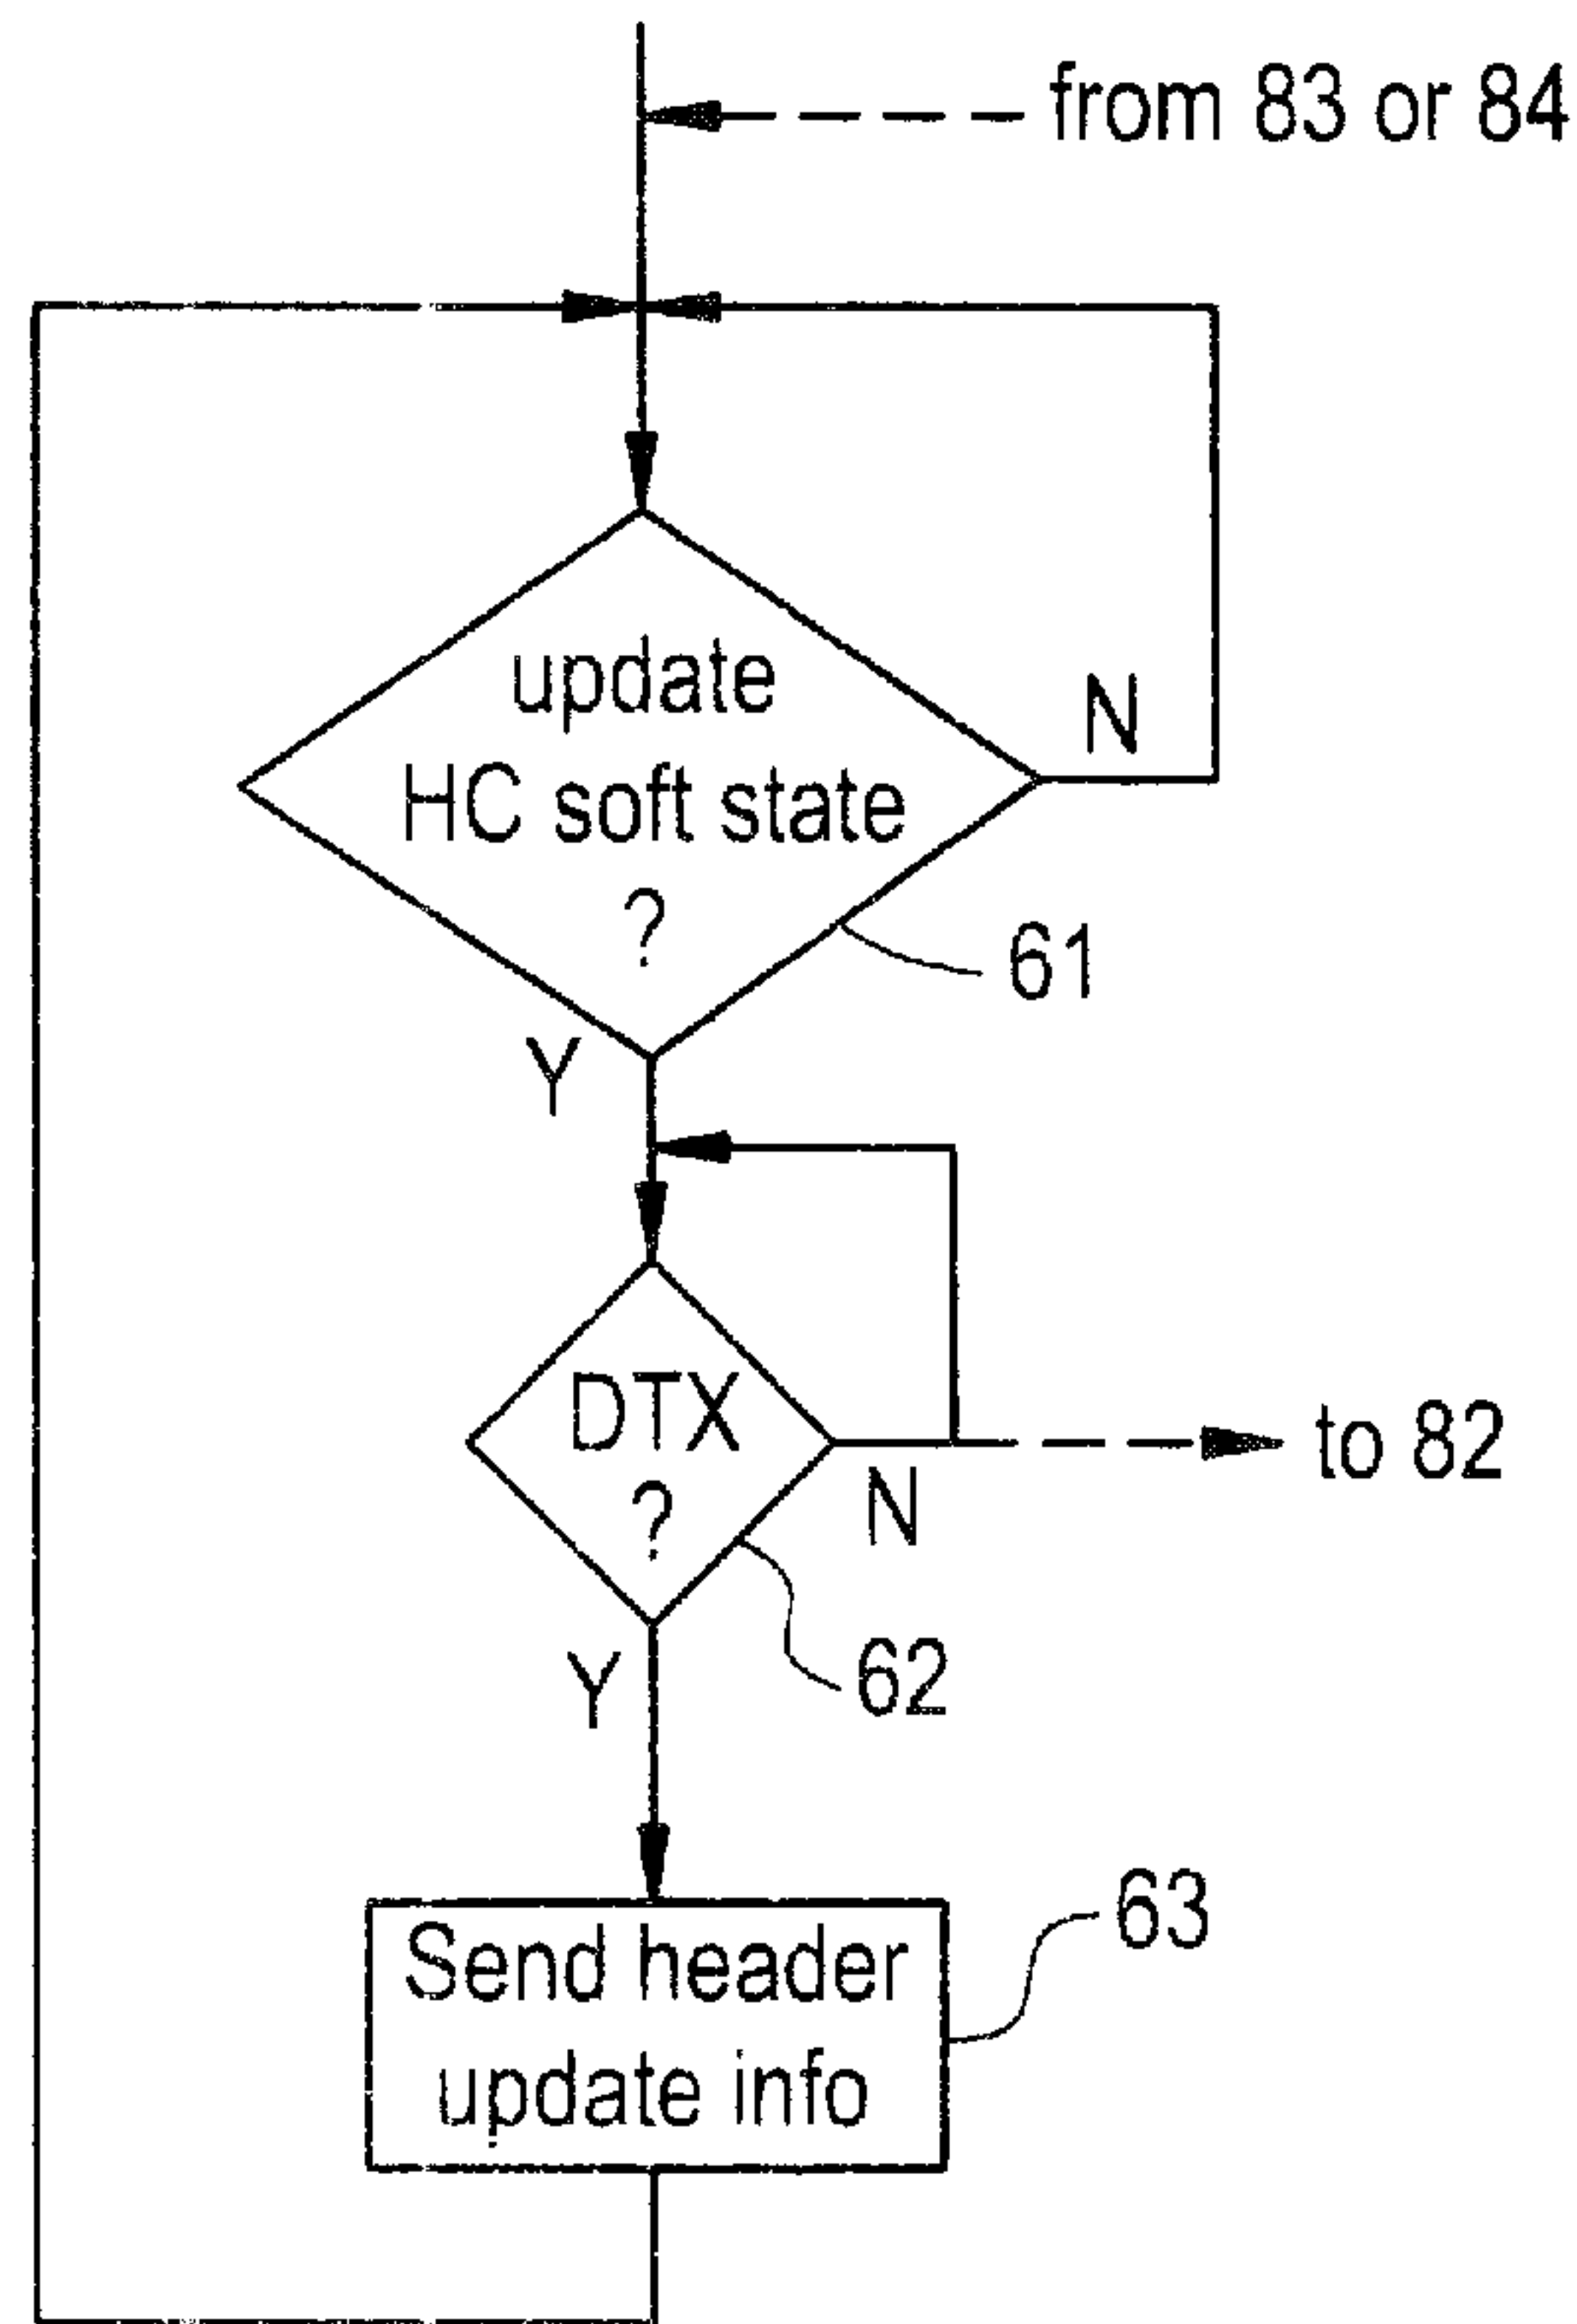 from 83 or 84
update
N
HC soft state
?
61
Y
DTX
to 82
?
N
Y
62
63
Send header
update info